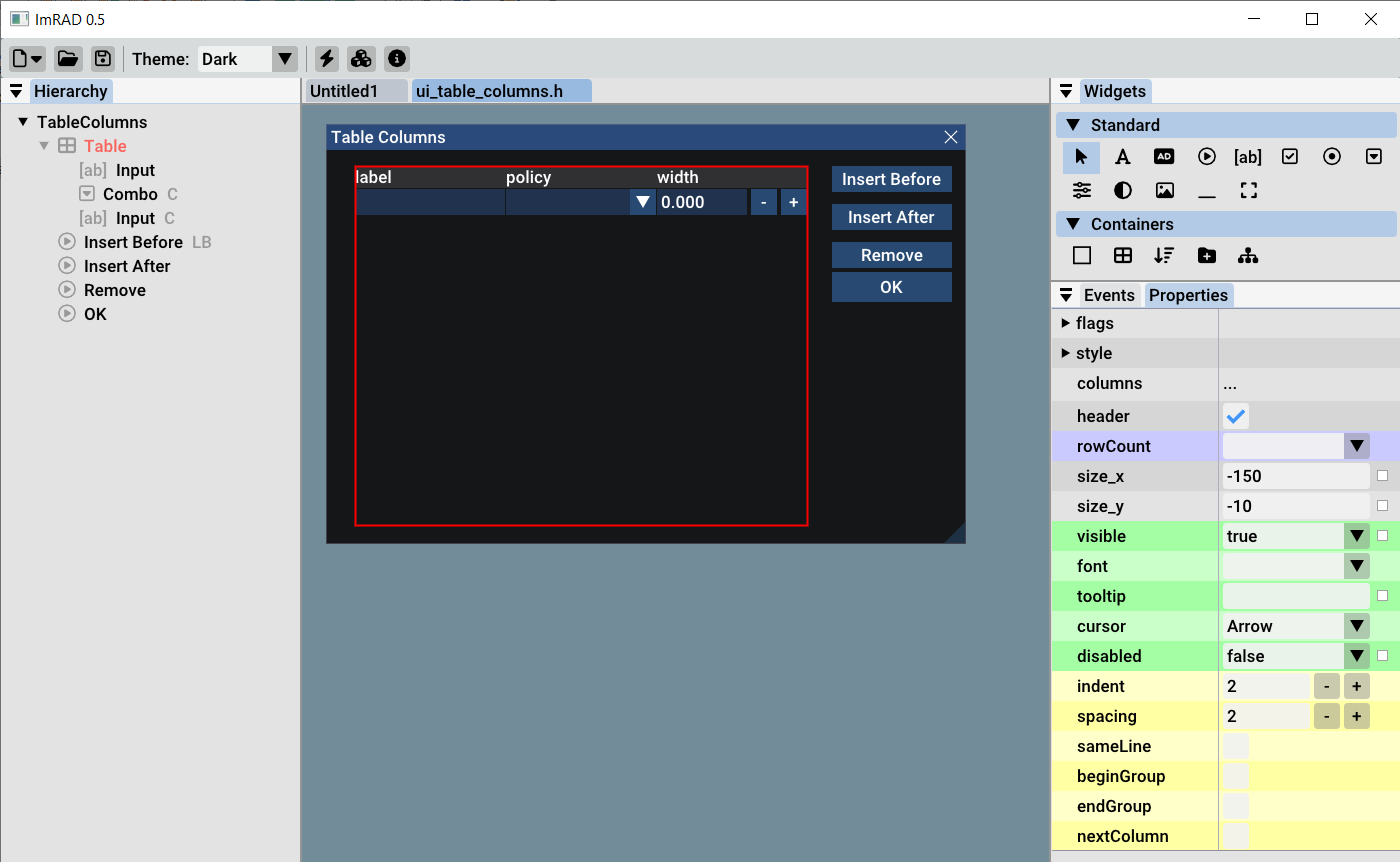 ImRAD 0.5
Theme: Dark
Hierarchy
TableColumns
Table
[ab] Input
Combo C
[ab] Input C
Insert Before LB
Insert After
Remove
OK
Untitled1 ui_table_columns.h
Table Columns
label policy width
0.000 - +
Insert Before
Insert After
Remove
OK
Widgets
Standard
A AD [ab]
Containers
Events Properties
flags
style
columns ...
header
rowCount
size_x -150
size_y -10
visible true
font
tooltip
cursor Arrow
disabled false
indent 2 - +
spacing 2 - +
sameLine
beginGroup
endGroup
nextColumn